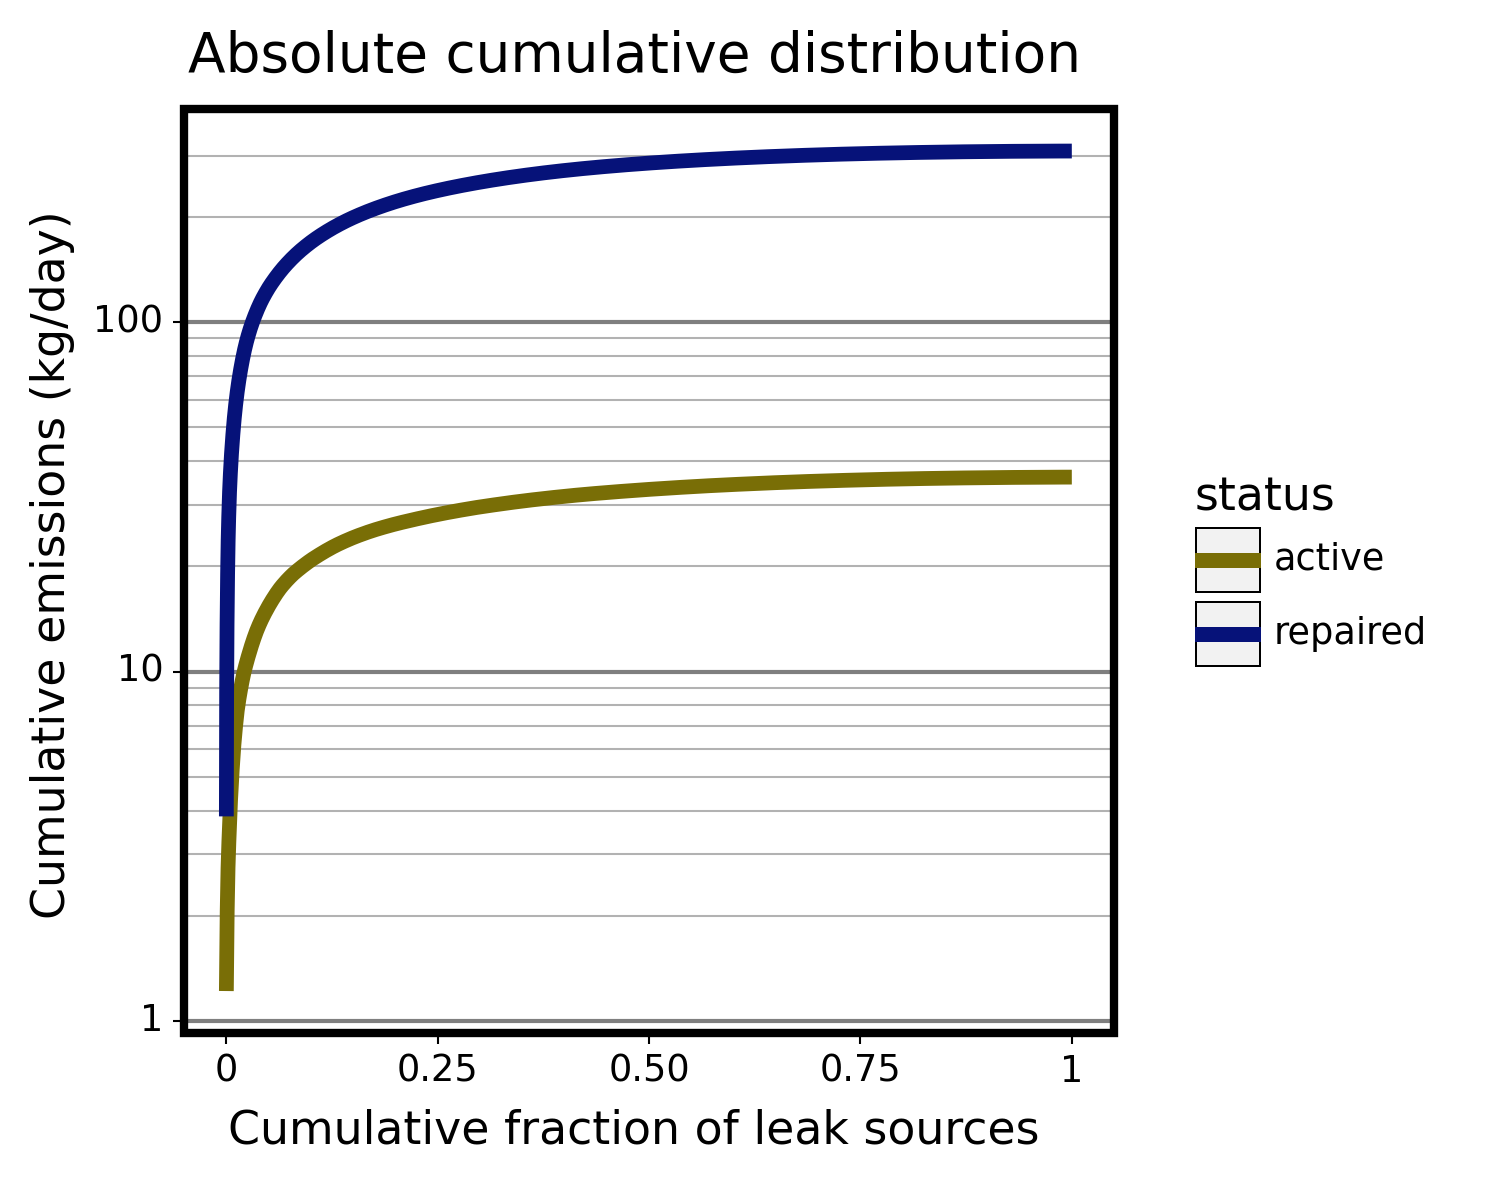 Absolute cumulative distribution
Cumulative emissions (kg/day)
100
10
1
0
0.25
0.50
0.75
1
Cumulative fraction of leak sources
status
active
repaired